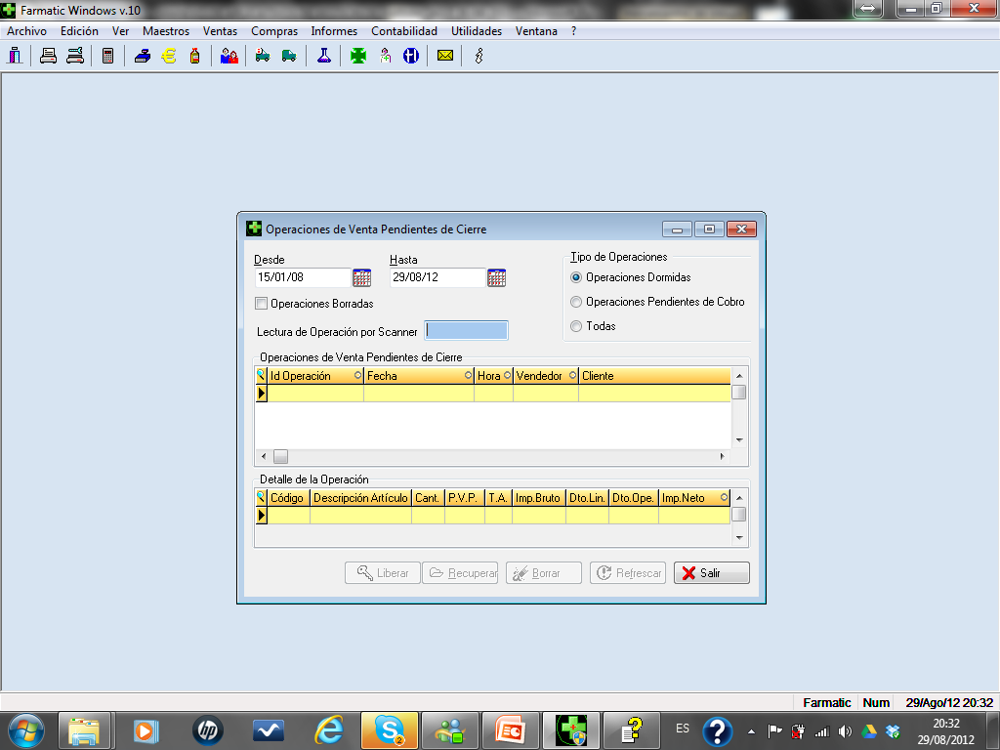 Farmatic Windows v.10
Archivo Edición Ver Maestros Ventas Compras Informes Contabilidad Utilidades Ventana ?
Operaciones de Venta Pendientes de Cierre
Desde Hasta Tipo de Operaciones
15/01/08 29/08/12 Operaciones Dormidas
Operaciones Borradas Operaciones Pendientes de Cobro
Lectura de Operación por Scanner Todas
Operaciones de Venta Pendientes de Cierre
Id Operación Fecha Hora Vendedor Cliente
Detalle de la Operación
Código Descripción Artículo Cant. P.V.P. T.A. Imp.Bruto Dto.Lin. Dto.Ope. Imp.Neto
Liberar Recuperar Borrar Refrescar Salir
Farmatic Num 29/Ago/12 20:32
hp S 2 ES ? 20:32
29/08/2012